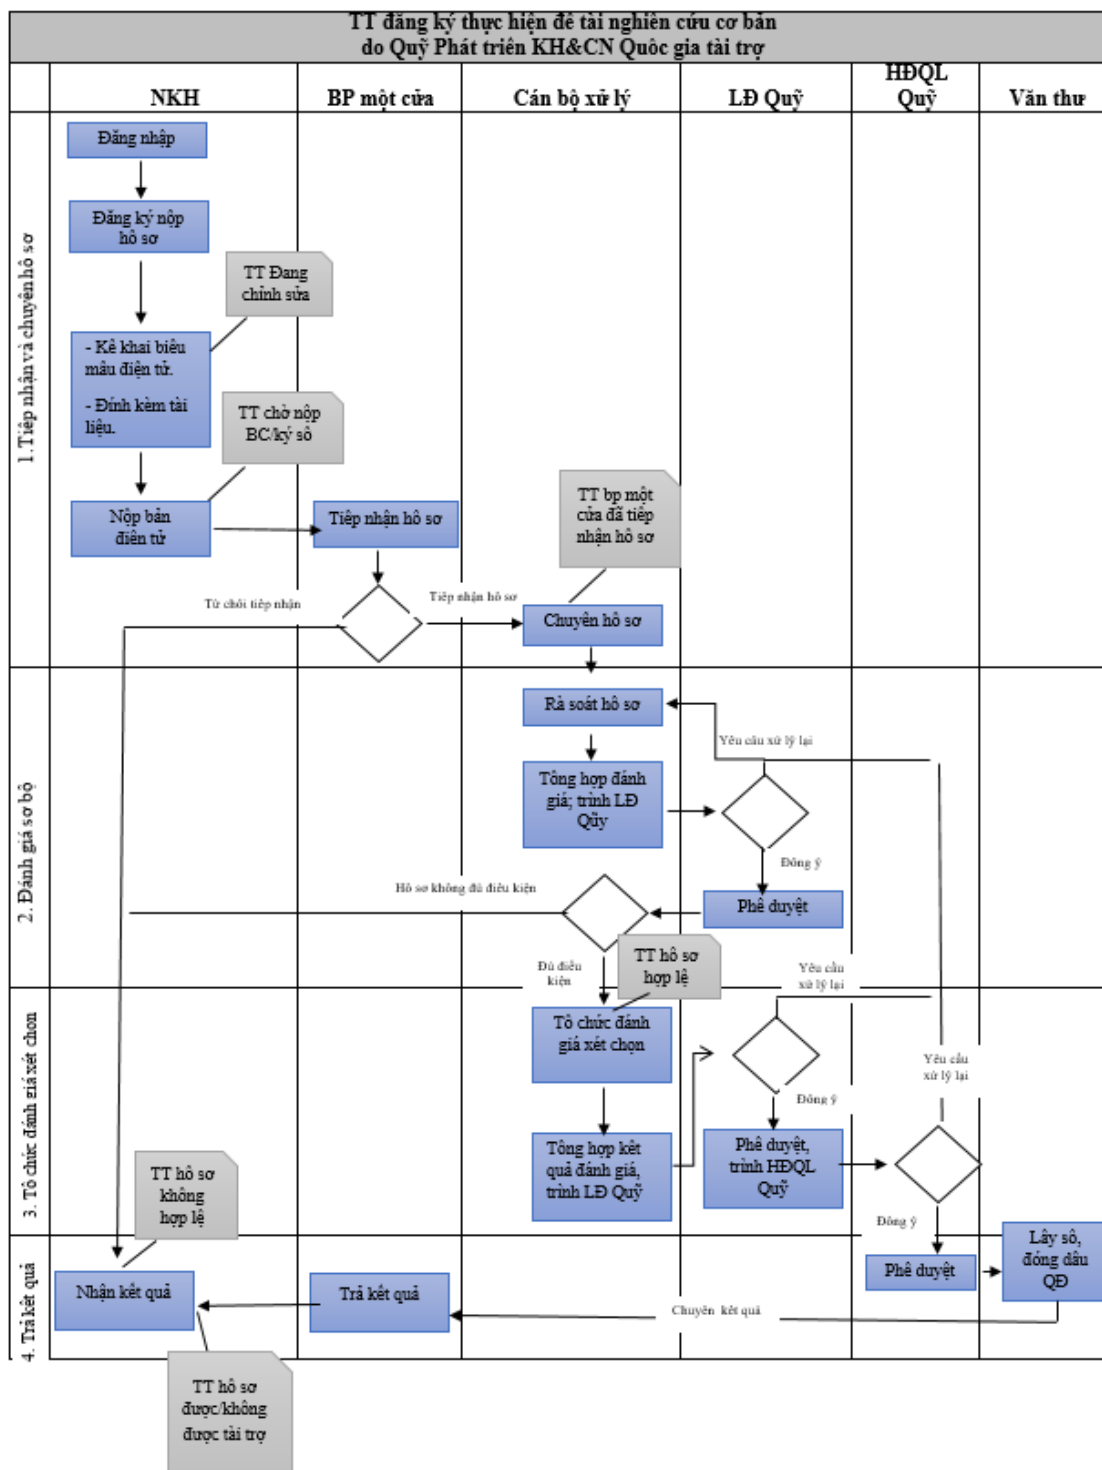 TT đăng ký thực hiện đề tài nghiên cứu cơ bản
do Quỹ Phát triển KH&CN Quốc gia tài trợ
NKH
BP một cửa
Cán bộ xử lý
LĐ Quỹ
HĐQL
Quỹ
Văn thư
1.Tiếp nhận và chuyển hồ sơ
Đăng nhập
Đăng ký nộp
hồ sơ
TT Đang
chỉnh sửa
- Kê khai biểu
mẫu điện tử.
- Đính kèm tài
liệu.
TT chờ nộp
BC/ký số
Nộp bản
điện tử
Tiếp nhận hồ sơ
TT bp một
cửa đã tiếp
nhận hồ sơ
Từ chối tiếp nhận
Tiếp nhận hồ sơ
Chuyển hồ sơ
2. Đánh giá sơ bộ
Rà soát hồ sơ
Yêu cầu xử lý lại
Tổng hợp đánh
giá; trình LĐ
Qũy
Đồng ý
Hồ sơ không đủ điều kiện
Phê duyệt
Đủ điều
kiện
TT hồ sơ
hợp lệ
Yêu cầu
xử lý lại
3. Tổ chức đánh giá xét chọn
Tổ chức đánh
giá xét chọn
Yêu cầu
xử lý lại
Đồng ý
Tổng hợp kết
quả đánh giá,
trình LĐ Quỹ
Phê duyệt,
trình HĐQL
Quỹ
TT hồ sơ
không
hợp lệ
Đồng ý
4. Trả kết quả
Nhận kết quả
Trả kết quả
Phê duyệt
Lấy số,
đóng dấu
QĐ
Chuyển kết quả
TT hồ sơ
được/không
được tài trợ